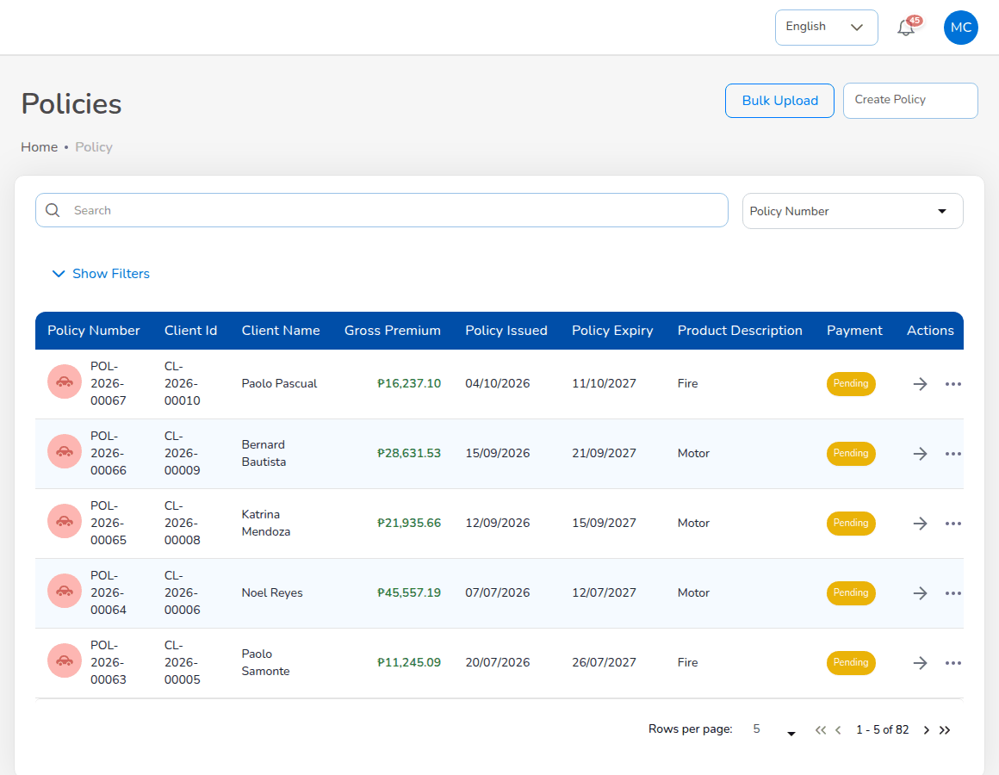 English
45
MC
Policies
Bulk Upload
Create Policy
Home • Policy
Search
Policy Number
Show Filters
Policy Number Client Id Client Name Gross Premium Policy Issued Policy Expiry Product Description Payment Actions
POL-2026-00067 CL-2026-00010 Paolo Pascual ₱16,237.10 04/10/2026 11/10/2027 Fire Pending
POL-2026-00066 CL-2026-00009 Bernard Bautista ₱28,631.53 15/09/2026 21/09/2027 Motor Pending
POL-2026-00065 CL-2026-00008 Katrina Mendoza ₱21,935.66 12/09/2026 15/09/2027 Motor Pending
POL-2026-00064 CL-2026-00006 Noel Reyes ₱45,557.19 07/07/2026 12/07/2027 Motor Pending
POL-2026-00063 CL-2026-00005 Paolo Samonte ₱11,245.09 20/07/2026 26/07/2027 Fire Pending
Rows per page: 5 1 - 5 of 82